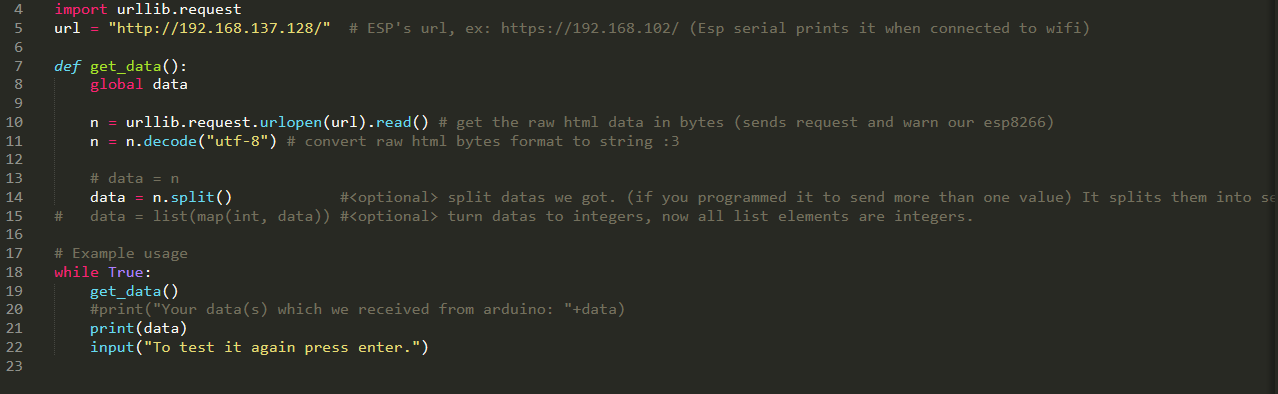 4 import urllib.request
5 url = "http://192.168.137.128/"  # ESP's url, ex: https://192.168.102/ (Esp serial prints it when connected to wifi)
6
7 def get_data():
8     global data
9
10     n = urllib.request.urlopen(url).read() # get the raw html data in bytes (sends request and warn our esp8266)
11     n = n.decode("utf-8") # convert raw html bytes format to string :3
12
13     # data = n
14     data = n.split()            #<optional> split datas we got. (if you programmed it to send more than one value) It splits them into
15 #   data = list(map(int, data)) #<optional> turn datas to integers, now all list elements are integers.
16
17 # Example usage
18 while True:
19     get_data()
20     #print("Your data(s) which we received from arduino: "+data)
21     print(data)
22     input("To test it again press enter.")
23